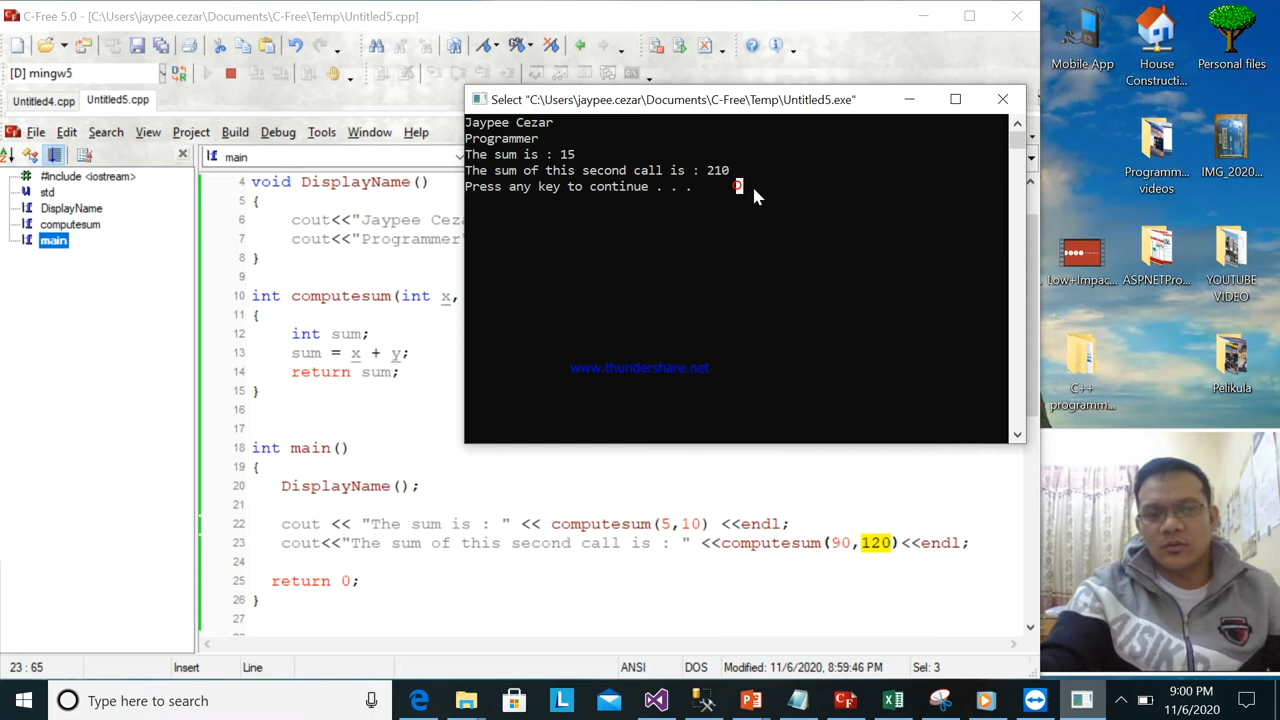 C-Free 5.0 - [C:\Users\jaypee.cezar\Documents\C-Free\Temp\Untitled5.cpp]
[D] mingw5
Untitled4.cpp
Untitled5.cpp
File Edit Search View Project Build Debug Tools Window Help
#include <iostream>
std
DisplayName
computesum
main
main
4 void DisplayName()
5 {
6 cout<<"Jaypee Ceza
7 cout<<"Programmer"
8 }
9
10 int computesum(int x,
11 {
12 int sum;
13 sum = x + y;
14 return sum;
15 }
16
17
18 int main()
19 {
20 DisplayName();
21
22 cout << "The sum is : " << computesum(5,10) <<endl;
23 cout<<"The sum of this second call is : " <<computesum(90,120)<<endl;
24
25 return 0;
26 }
27
Select "C:\Users\jaypee.cezar\Documents\C-Free\Temp\Untitled5.exe"
Jaypee Cezar
Programmer
The sum is : 15
The sum of this second call is : 210
Press any key to continue . . .
www.thundershare.net
Mobile App
House
Constructi...
Personal files
Programm...
videos
IMG_2020...
Low+Impac...
ASPNETPro...
YOUTUBE
VIDEO
C++
programm...
Pelikula
ASIK
23 : 65 Insert Line ANSI DOS Modified: 11/6/2020, 8:59:46 PM Sel: 3
Type here to search
9:00 PM
11/6/2020